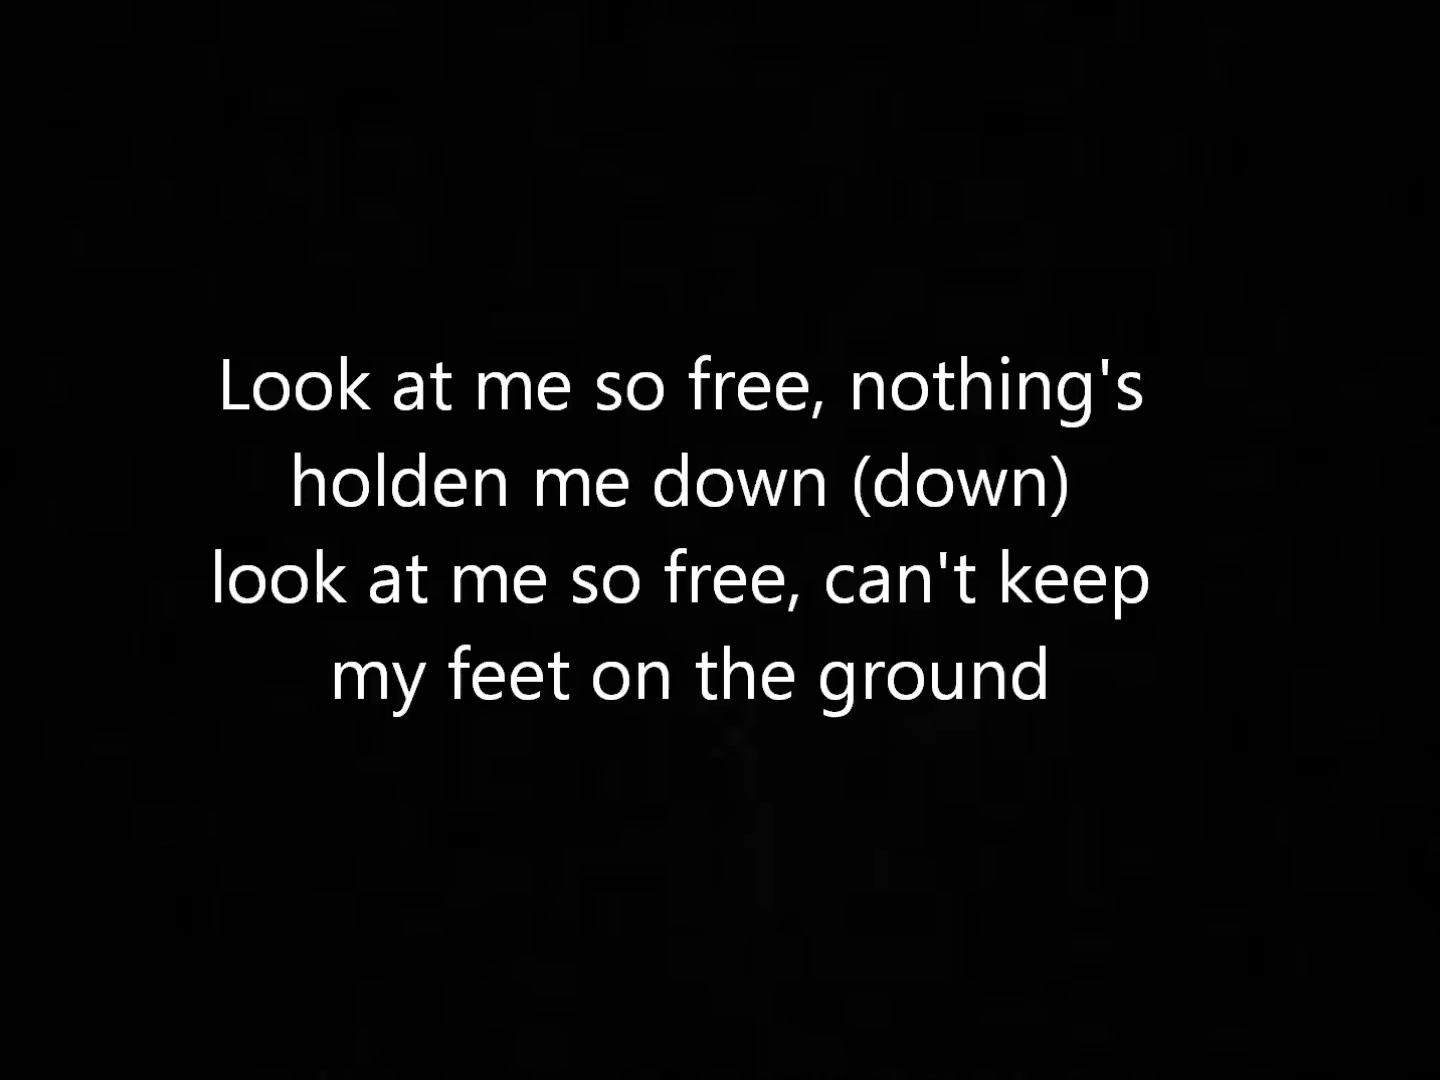 Look at me so free, nothing's
holden me down (down)
look at me so free, can't keep
my feet on the ground